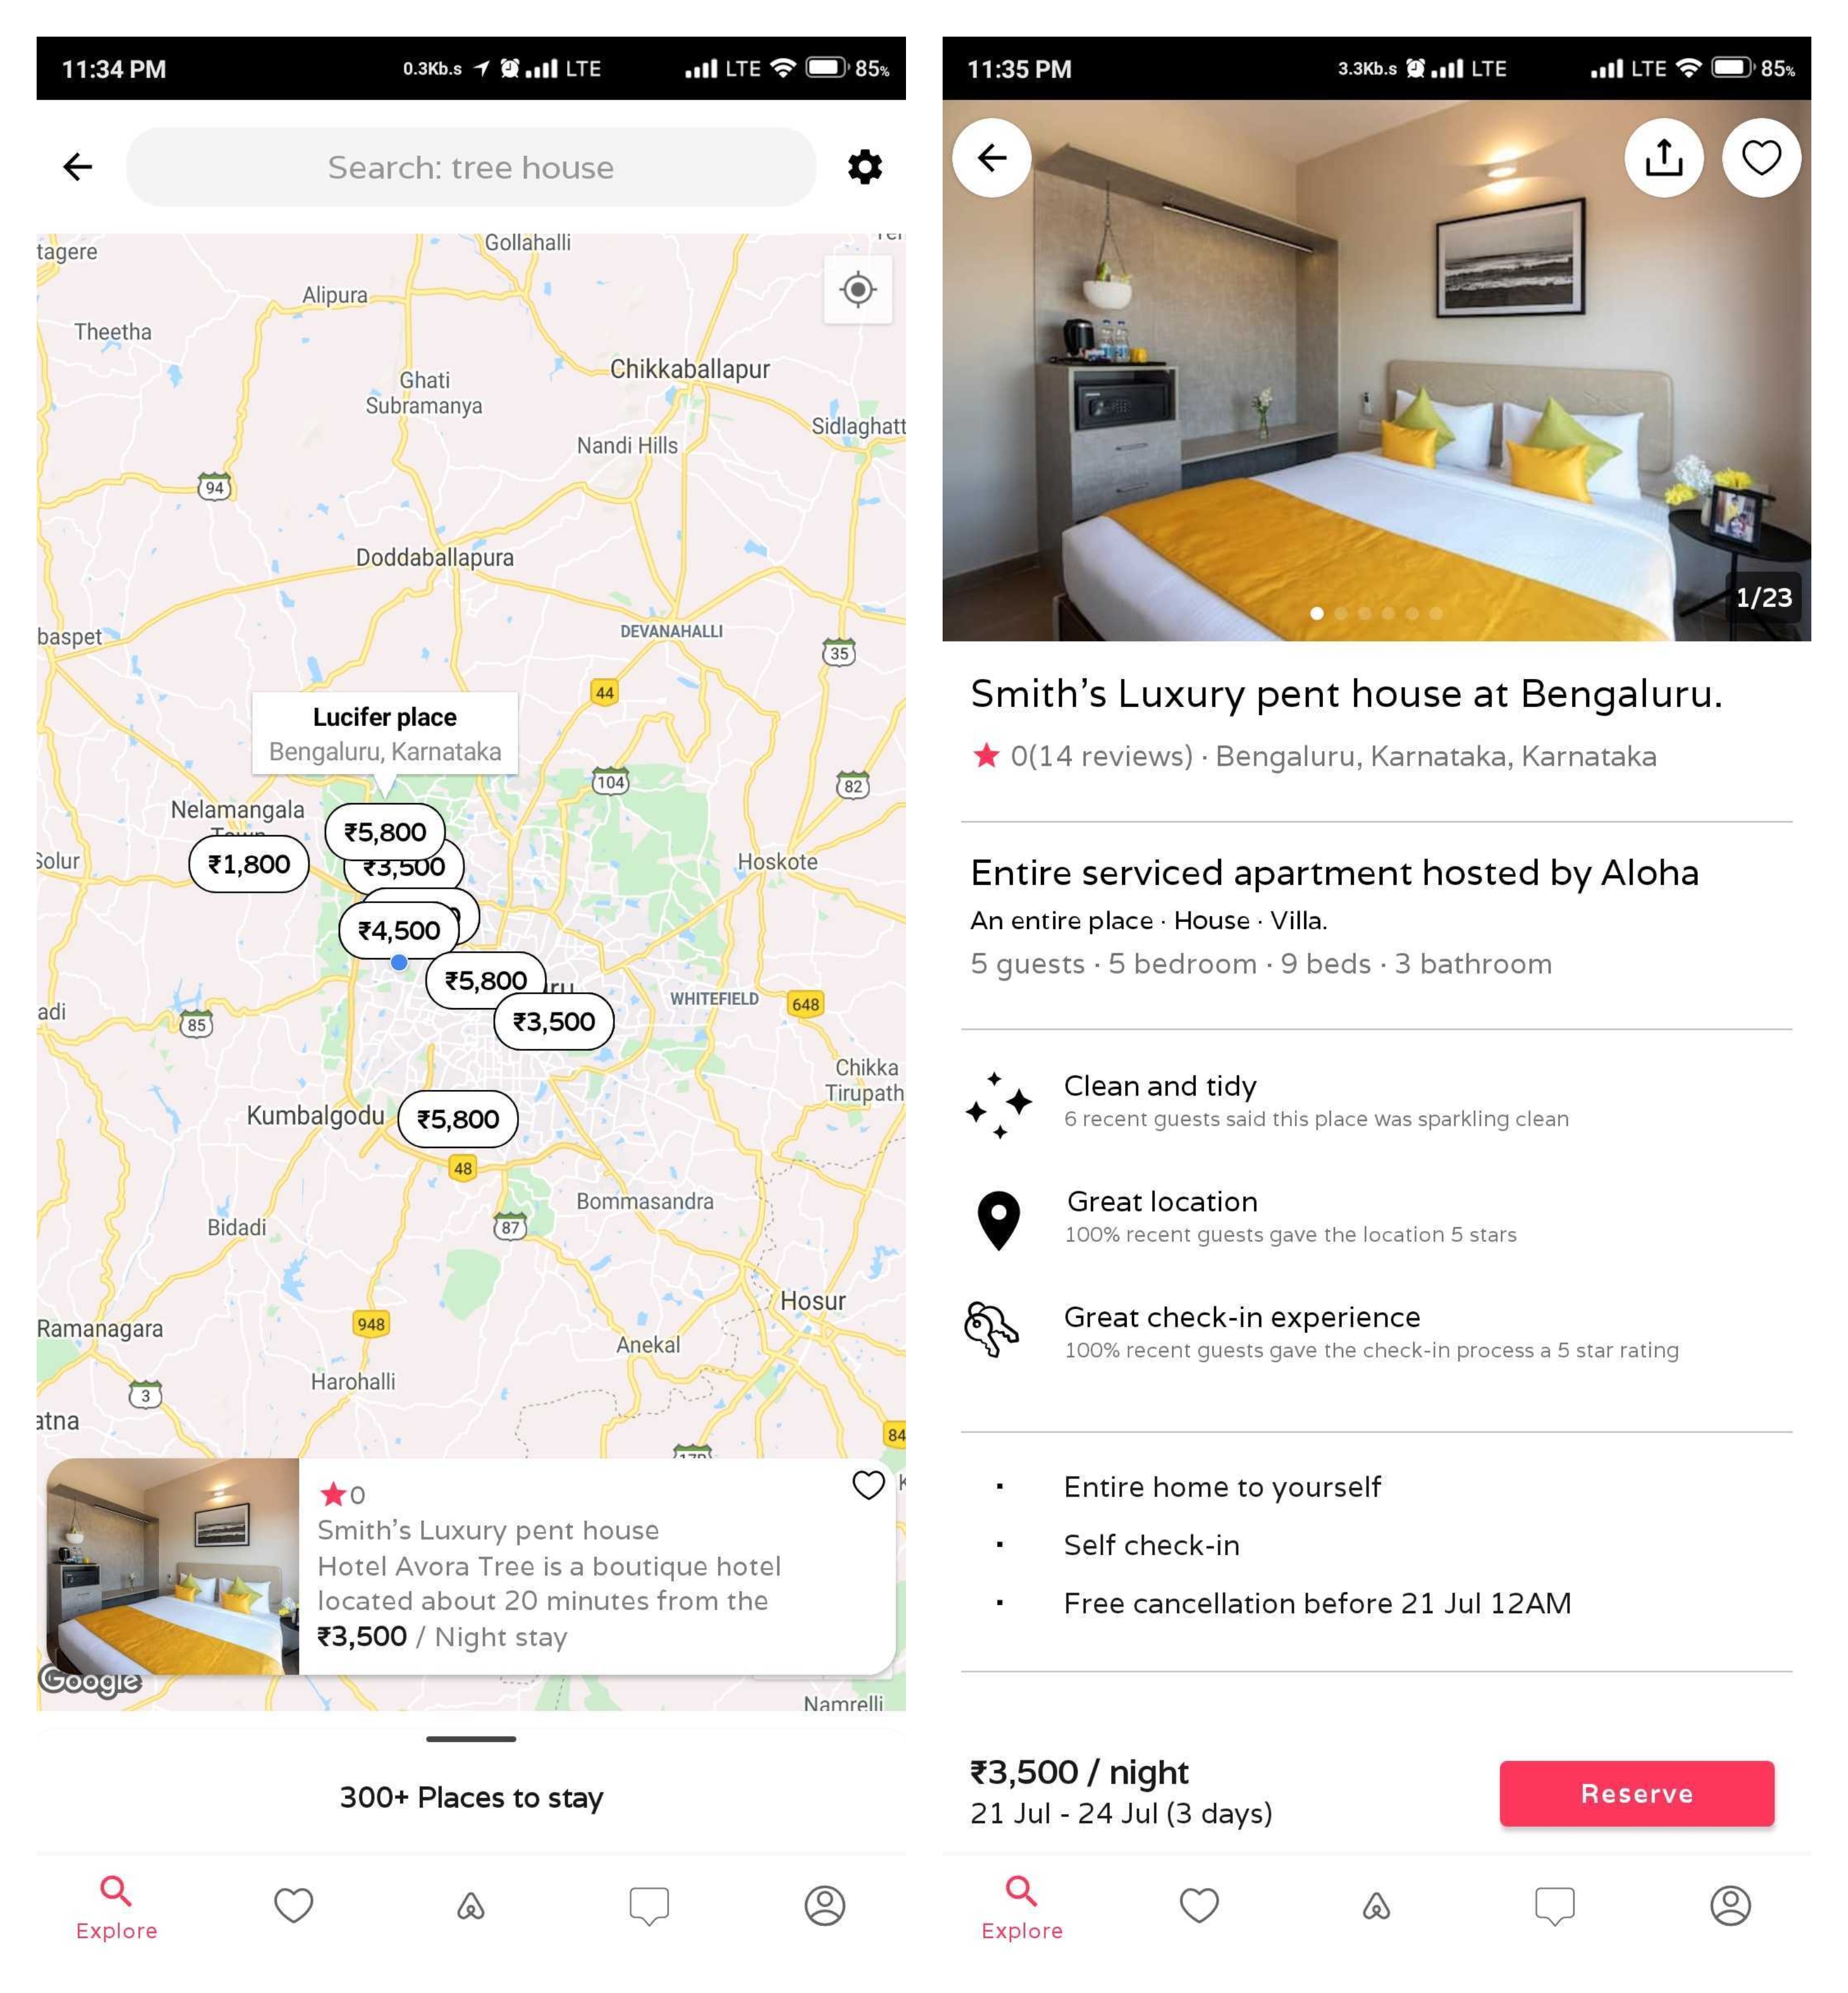 11:34 PM 0.3Kb.s LTE LTE 85%
Search: tree house
tagere
Gollahalli
Alipura
Theetha
Chikkaballapur
Ghati
Subramanya
Sidlaghatt
Nandi Hills
94
Doddaballapura
baspet
DEVANAHALLI
35
44
Lucifer place
Bengaluru, Karnataka
104
82
Nelamangala
₹5,800
₹1,800
₹3,500
Solur
Hoskote
₹4,500
₹5,800
WHITEFIELD
648
adi
85
₹3,500
Chikka
Tirupath
Kumbalgodu
₹5,800
48
Bommasandra
Bidadi
87
Hosur
Ramanagara
948
Anekal
Harohalli
3
atna
84
0
Smith's Luxury pent house
Hotel Avora Tree is a boutique hotel
located about 20 minutes from the
₹3,500 / Night stay
Google
Namrelli
300+ Places to stay
Explore
11:35 PM 3.3Kb.s LTE LTE 85%
1/23
Smith's Luxury pent house at Bengaluru.
0(14 reviews) · Bengaluru, Karnataka, Karnataka
Entire serviced apartment hosted by Aloha
An entire place · House · Villa.
5 guests · 5 bedroom · 9 beds · 3 bathroom
Clean and tidy
6 recent guests said this place was sparkling clean
Great location
100% recent guests gave the location 5 stars
Great check-in experience
100% recent guests gave the check-in process a 5 star rating
· Entire home to yourself
· Self check-in
· Free cancellation before 21 Jul 12AM
₹3,500 / night
21 Jul - 24 Jul (3 days)
Reserve
Explore